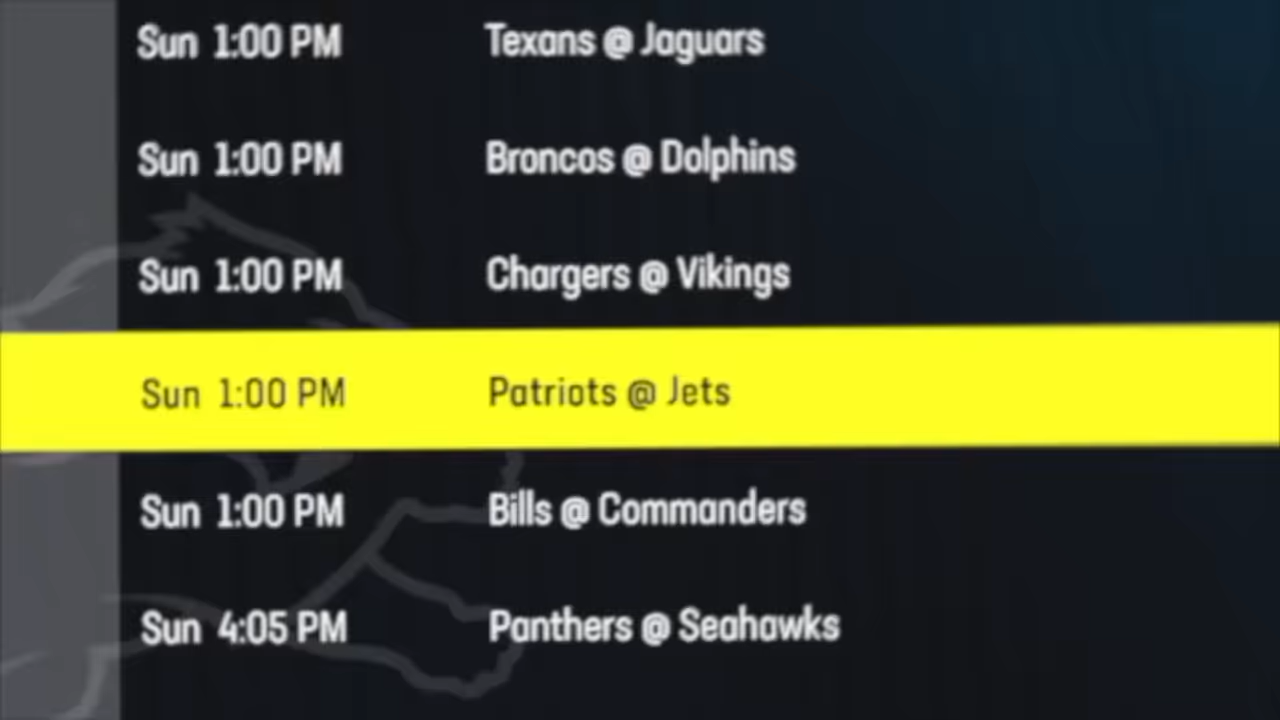 Sun 1:00 PM Texans @ Jaguars
Sun 1:00 PM Broncos @ Dolphins
Sun 1:00 PM Chargers @ Vikings
Sun 1:00 PM Patriots @ Jets
Sun 1:00 PM Bills @ Commanders
Sun 4:05 PM Panthers @ Seahawks